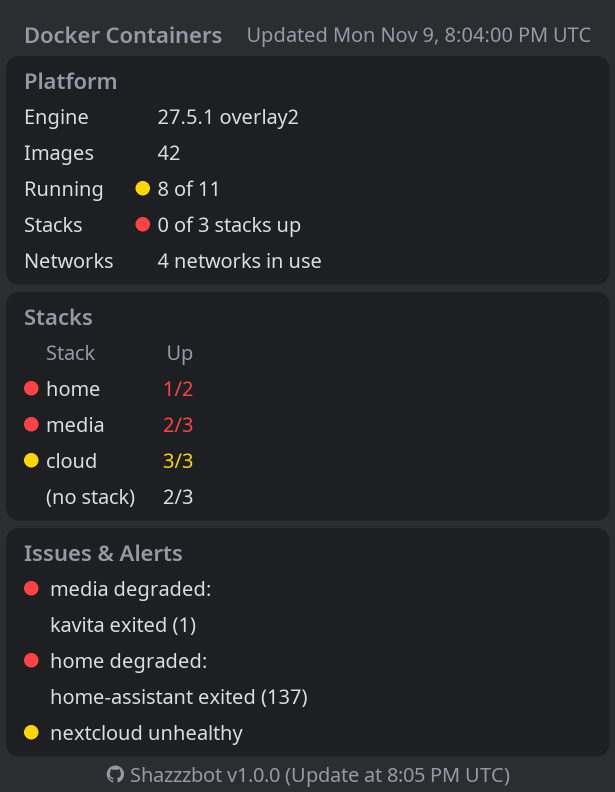 Docker Containers Updated Mon Nov 9, 8:04:00 PM UTC
Platform
Engine 27.5.1 overlay2
Images 42
Running 8 of 11
Stacks 0 of 3 stacks up
Networks 4 networks in use
Stacks
Stack Up
home 1/2
media 2/3
cloud 3/3
(no stack) 2/3
Issues & Alerts
media degraded:
kavita exited (1)
home degraded:
home-assistant exited (137)
nextcloud unhealthy
Shazzzbot v1.0.0 (Update at 8:05 PM UTC)